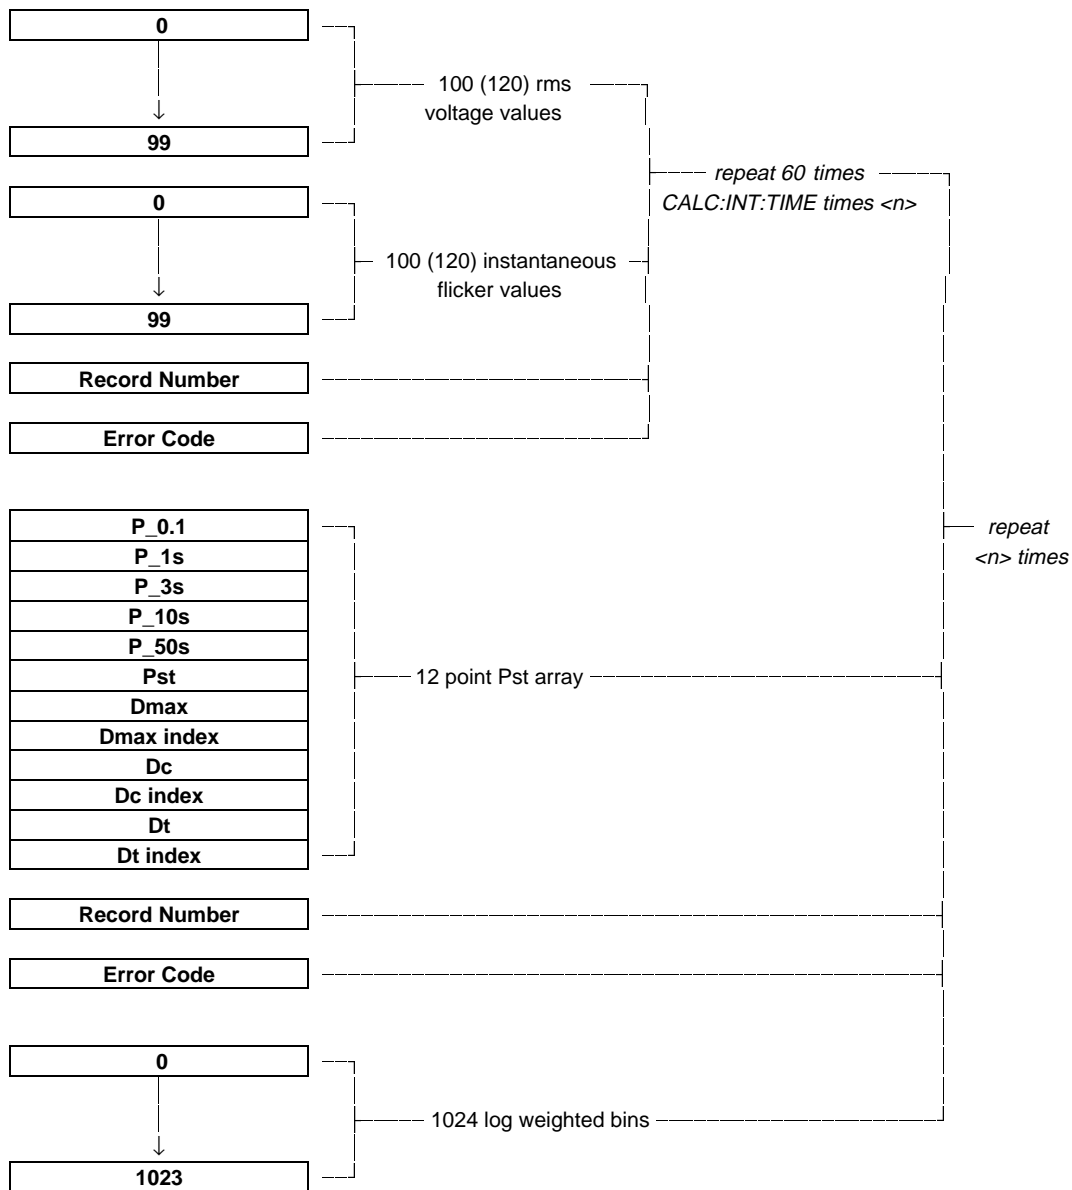 0
100 (120) rms
voltage values
99
repeat 60 times
CALC:INT:TIME times <n>
0
100 (120) instantaneous
flicker values
99
Record Number
Error Code
P_0.1
P_1s
P_3s
P_10s
P_50s
Pst
Dmax
Dmax index
Dc
Dc index
Dt
Dt index
repeat
<n> times
12 point Pst array
Record Number
Error Code
0
1024 log weighted bins
1023